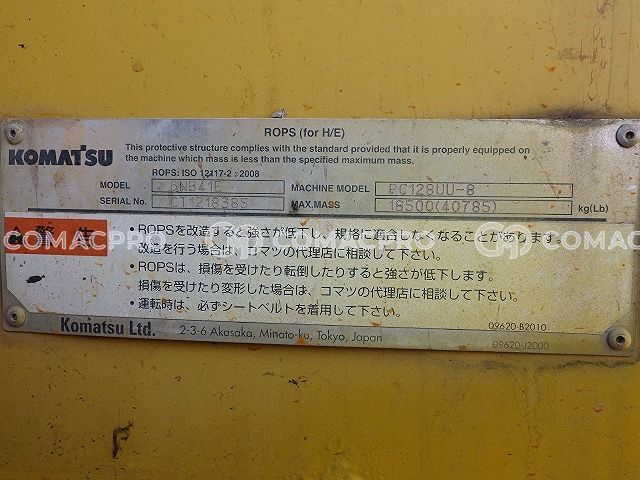 ROPS (for H/E)
KOMATSU
This protective structure complies with the standard provided that it is properly equipped on
the machine which mass is less than the specified maximum mass.
ROPS: ISO 12117-2 : 2008
MODEL 6NB41E MACHINE MODEL PC128UU-8
SERIAL No. MAX.MASS 18500(40785) kg(Lb)
警告
・ROPSを改造すると強さが低下し、規格に適合しなくなることがあります。
改造を行う場合は、コマツの代理店に相談して下さい。
・ROPSは、損傷を受けたり転倒したりすると強さが低下します。
損傷を受けたり変形した場合は、コマツの代理店に相談して下さい。
・運転時は、必ずシートベルトを着用して下さい。
Komatsu Ltd. 2-3-6 Akasaka, Minato-ku, Tokyo, Japan
09620-B2010
09620-J2000
COMACPRO COMACPRO COMACPRO